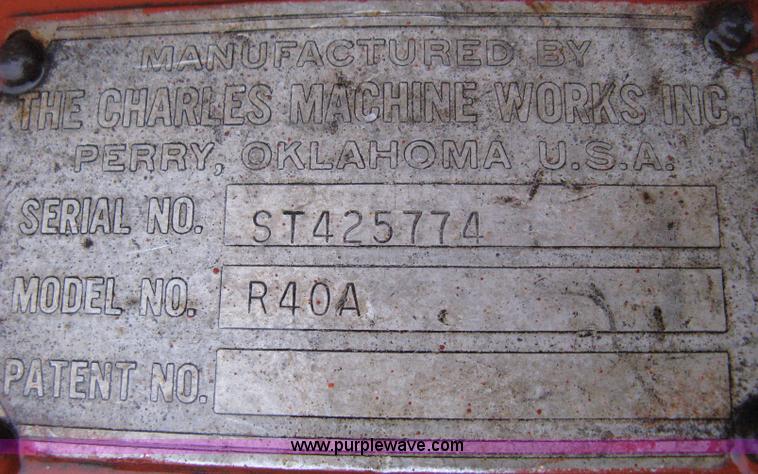 MANUFACTURED BY
THE CHARLES MACHINE WORKS INC.
PERRY, OKLAHOMA U.S.A.
SERIAL NO. ST425774
MODEL NO. R40A
PATENT NO.
www.purplewave.com